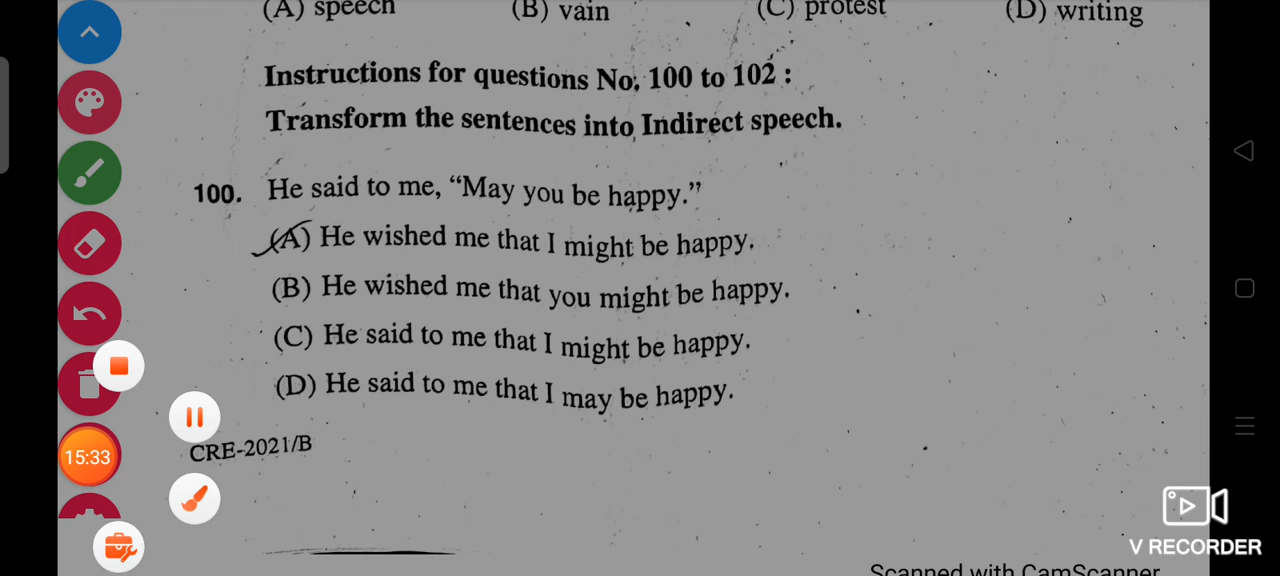 (A) speech (B) vain (C) protest (D) writing
Instructions for questions No. 100 to 102 :
Transform the sentences into Indirect speech.
100. He said to me, “May you be happy.”
(A) He wished me that I might be happy.
(B) He wished me that you might be happy.
(C) He said to me that I might be happy.
(D) He said to me that I may be happy.
15:33
CRE-2021/B
V RECORDER
Scanned with CamScanner